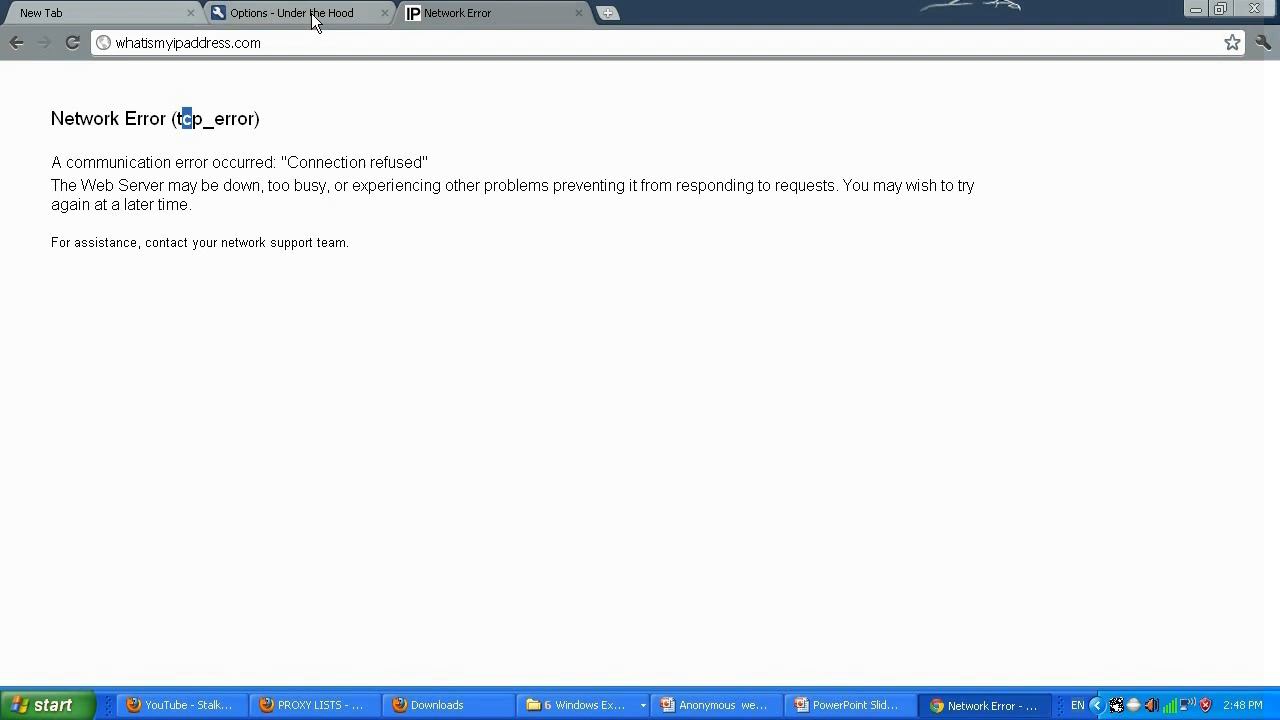 New Tab
Options - Under the Hood
IP Network Error
whatismyipaddress.com
Network Error (tcp_error)
A communication error occurred: "Connection refused"
The Web Server may be down, too busy, or experiencing other problems preventing it from responding to requests. You may wish to try
again at a later time.
For assistance, contact your network support team.
start
YouTube - Stalk...
PROXY LISTS - ...
Downloads
6 Windows Ex...
Anonymous we...
PowerPoint Slid...
Network Error - ...
EN
2:48 PM